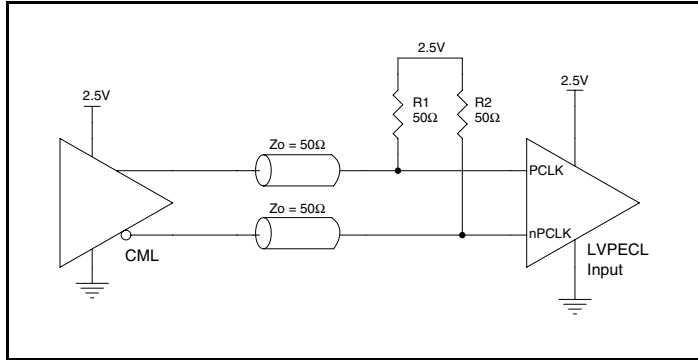 2.5V
2.5V
2.5V
R1
50Ω
R2
50Ω
Zo = 50Ω
PCLK
Zo = 50Ω
nPCLK
CML
LVPECL
Input